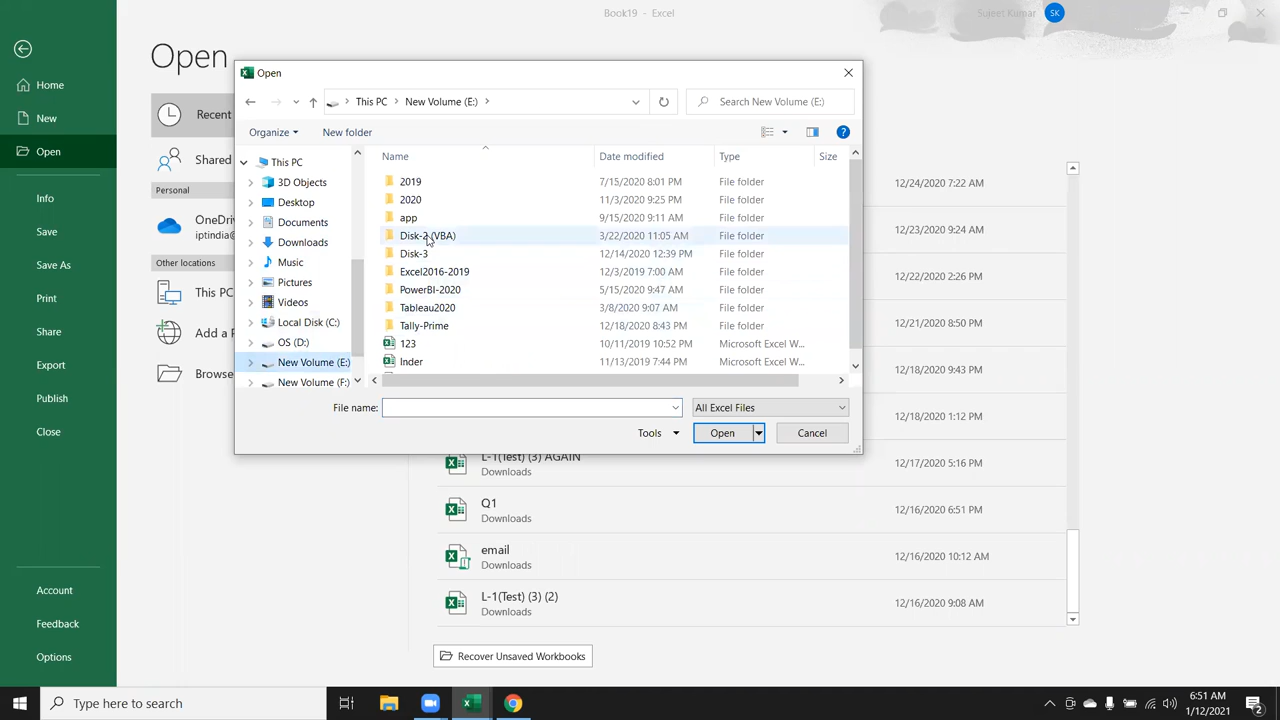 Book19 - Excel
Sujeet Kumar
SK
Open
Home
New
Open
Info
Save
Save As
Print
Share
Export
Publish
Close
Account
Feedback
Options
Recent
Shared
Personal
OneDriv
iptindia
Other locations
This PC
Add a P
Browse
Open
This PC
New Volume (E:)
Search New Volume (E:)
Organize
New folder
This PC
3D Objects
Desktop
Documents
Downloads
Music
Pictures
Videos
Local Disk (C:)
OS (D:)
New Volume (E:)
New Volume (F:)
Name Date modified Type Size
2019 7/15/2020 8:01 PM File folder
2020 11/3/2020 9:25 PM File folder
app 9/15/2020 9:11 AM File folder
Disk-2 (VBA) 3/22/2020 11:05 AM File folder
Disk-3 12/14/2020 12:39 PM File folder
Excel2016-2019 12/3/2019 7:00 AM File folder
PowerBI-2020 5/15/2020 9:47 AM File folder
Tableau2020 3/8/2020 9:07 AM File folder
Tally-Prime 12/18/2020 8:43 PM File folder
123 10/11/2019 10:52 PM Microsoft Excel W...
Inder 11/13/2019 7:44 PM Microsoft Excel W...
File name:
All Excel Files
Tools
Open
Cancel
12/24/2020 7:22 AM
12/23/2020 9:24 AM
12/22/2020 2:26 PM
12/21/2020 8:50 PM
12/18/2020 9:43 PM
12/18/2020 1:12 PM
L-1(Test) (3) AGAIN
Downloads
12/17/2020 5:16 PM
Q1
Downloads
12/16/2020 6:51 PM
email
Downloads
12/16/2020 10:12 AM
L-1(Test) (3) (2)
Downloads
12/16/2020 9:08 AM
Recover Unsaved Workbooks
Type here to search
6:51 AM
1/12/2021
2